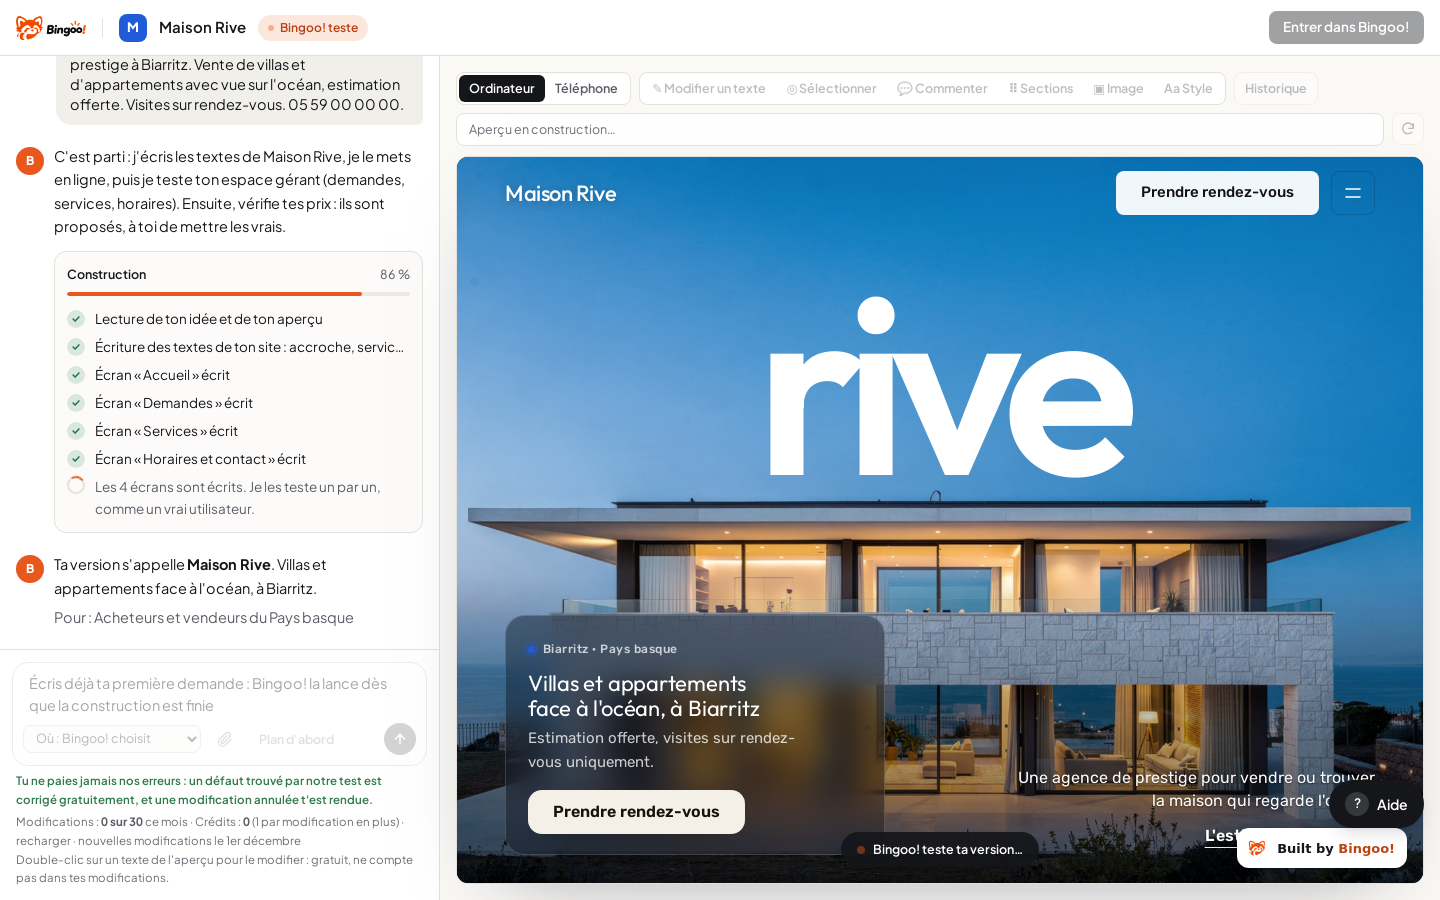 Bingoo!
M
Maison Rive
Bingoo! teste
Entrer dans Bingoo!
prestige à Biarritz. Vente de villas et
d'appartements avec vue sur l'océan, estimation
offerte. Visites sur rendez-vous. 05 59 00 00 00.
B
C'est parti : j'écris les textes de Maison Rive, je le mets
en ligne, puis je teste ton espace gérant (demandes,
services, horaires). Ensuite, vérifie tes prix : ils sont
proposés, à toi de mettre les vrais.
Construction
86 %
Lecture de ton idée et de ton aperçu
Écriture des textes de ton site : accroche, servic...
Écran « Accueil » écrit
Écran « Demandes » écrit
Écran « Services » écrit
Écran « Horaires et contact » écrit
Les 4 écrans sont écrits. Je les teste un par un,
comme un vrai utilisateur.
B
Ta version s'appelle Maison Rive. Villas et
appartements face à l'océan, à Biarritz.
Pour : Acheteurs et vendeurs du Pays basque
Écris déjà ta première demande : Bingoo! la lance dès
que la construction est finie
Où : Bingoo! choisit
Plan d'abord
Tu ne paies jamais nos erreurs : un défaut trouvé par notre test est
corrigé gratuitement, et une modification annulée t'est rendue.
Modifications : 0 sur 30 ce mois · Crédits : 0 (1 par modification en plus) ·
recharger · nouvelles modifications le 1er décembre
Double-clic sur un texte de l'aperçu pour le modifier : gratuit, ne compte
pas dans tes modifications.
Ordinateur
Téléphone
Modifier un texte
Sélectionner
Commenter
Sections
Image
Aa Style
Historique
Aperçu en construction...
Maison Rive
Prendre rendez-vous
rive
Biarritz • Pays basque
Villas et appartements
face à l'océan, à Biarritz
Estimation offerte, visites sur rendez-
vous uniquement.
Prendre rendez-vous
Une agence de prestige pour vendre ou trouver
la maison qui regarde l'o
L'est
? Aide
Bingoo! teste ta version...
Built by Bingoo!